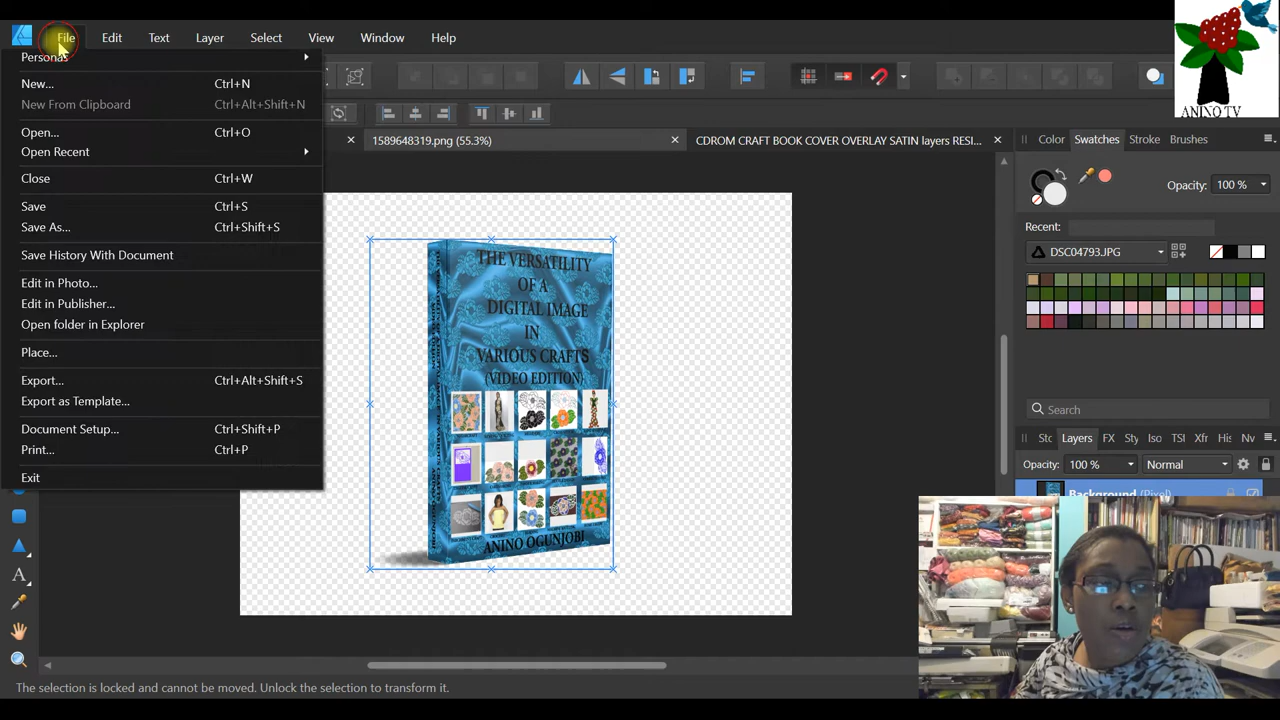 File Edit Text Layer Select View Window Help
ANINO TV
Personas
New... Ctrl+N
New From Clipboard Ctrl+Alt+Shift+N
Open... Ctrl+O
Open Recent
Close Ctrl+W
Save Ctrl+S
Save As... Ctrl+Shift+S
Save History With Document
Edit in Photo...
Edit in Publisher...
Open folder in Explorer
Place...
Export... Ctrl+Alt+Shift+S
Export as Template...
Document Setup... Ctrl+Shift+P
Print... Ctrl+P
Exit
1589648319.png (55.3%)
CDROM CRAFT BOOK COVER OVERLAY SATIN layers RESI...
THE VERSATILITY
OF A
DIGITAL IMAGE
IN
VARIOUS CRAFTS
(VIDEO EDITION)
ANINO OGUNJOBI
Color Swatches Stroke Brushes
Opacity: 100 %
Recent:
DSC04793.JPG
Search
Stc Layers FX Sty Iso TSI Xfr His Nv
Opacity: 100 % Normal
Background (Pixel)
A
The selection is locked and cannot be moved. Unlock the selection to transform it.